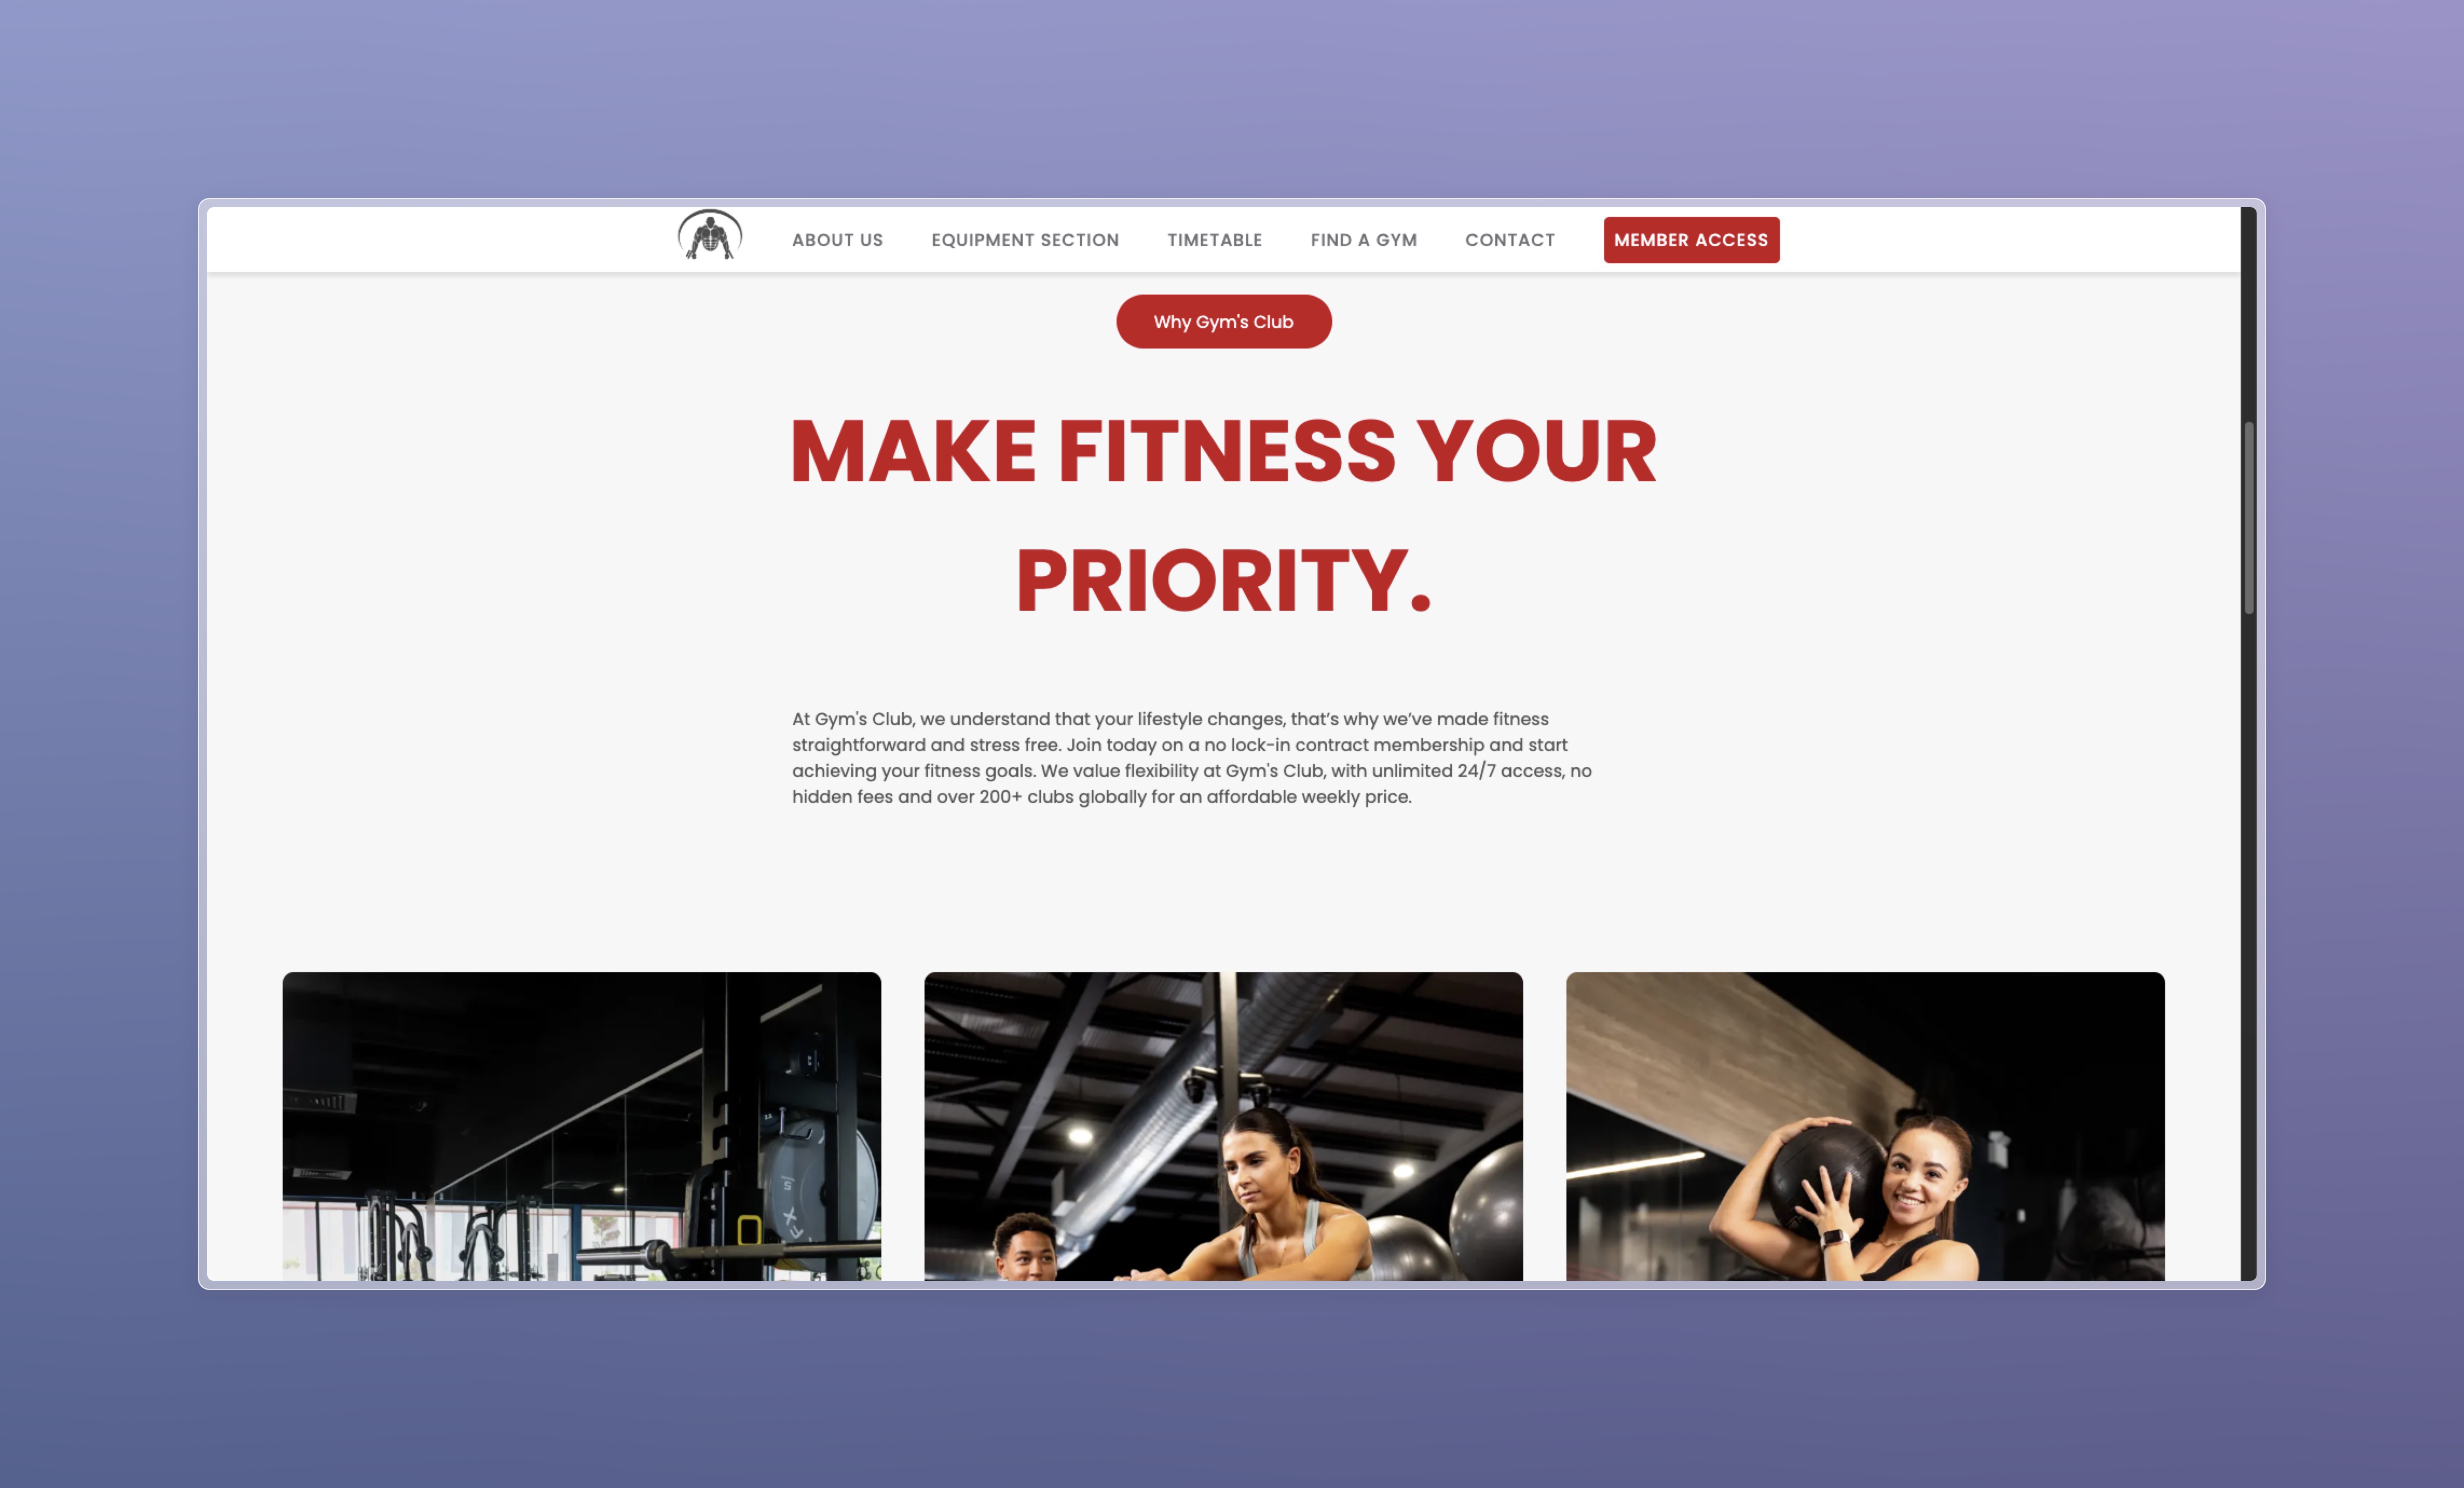 ABOUT US EQUIPMENT SECTION TIMETABLE FIND A GYM CONTACT MEMBER ACCESS
Why Gym's Club
MAKE FITNESS YOUR
PRIORITY.
At Gym's Club, we understand that your lifestyle changes, that’s why we’ve made fitness
straightforward and stress free. Join today on a no lock-in contract membership and start
achieving your fitness goals. We value flexibility at Gym's Club, with unlimited 24/7 access, no
hidden fees and over 200+ clubs globally for an affordable weekly price.